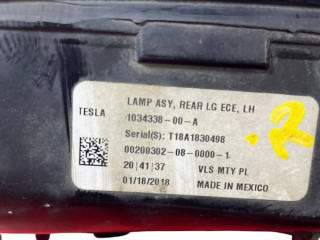 LAMP ASY, REAR LG ECE, LH
TESLA
1034338-00-A
Serial(S): T18A1830498
00200302-08-0000-1
20|41|37 VLS MTY PL
01/18/2018 MADE IN MEXICO